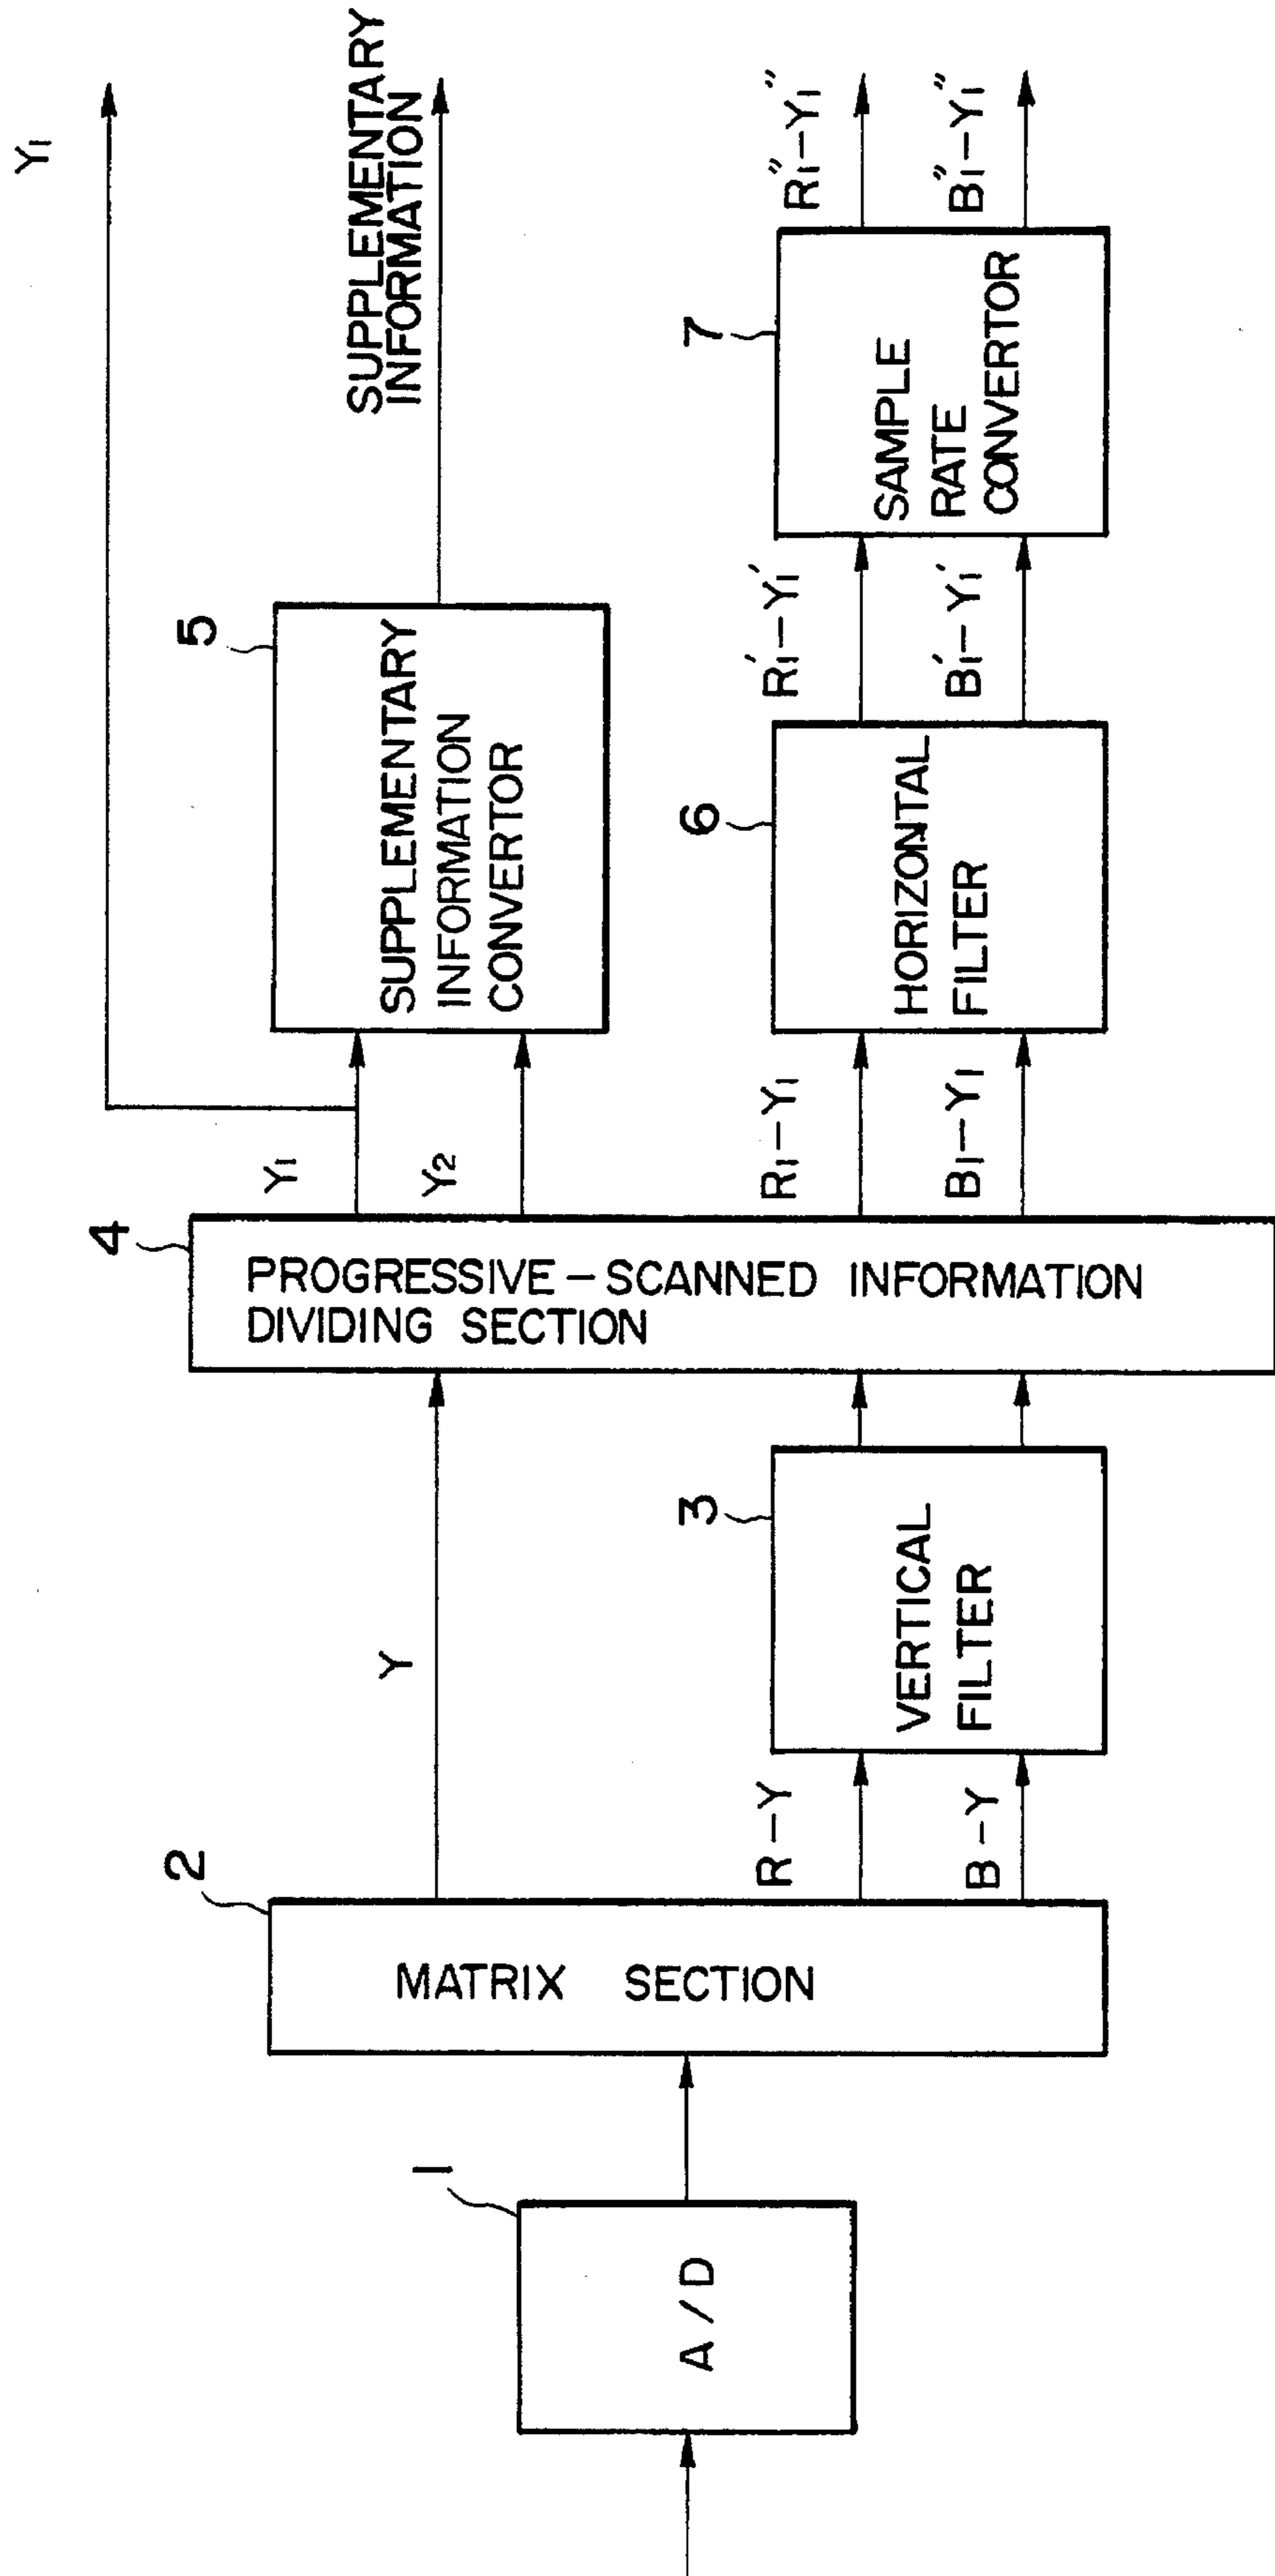 1
A/D
2
MATRIX SECTION
Y
R-Y
B-Y
3
VERTICAL
FILTER
4
PROGRESSIVE-SCANNED INFORMATION
DIVIDING SECTION
Y1
Y2
R1-Y1
B1-Y1
5
SUPPLEMENTARY
INFORMATION
CONVERTOR
6
HORIZONTAL
FILTER
R1'-Y1'
B1'-Y1'
7
SAMPLE
RATE
CONVERTOR
Y1
SUPPLEMENTARY
INFORMATION
R1"-Y1"
B1"-Y1"